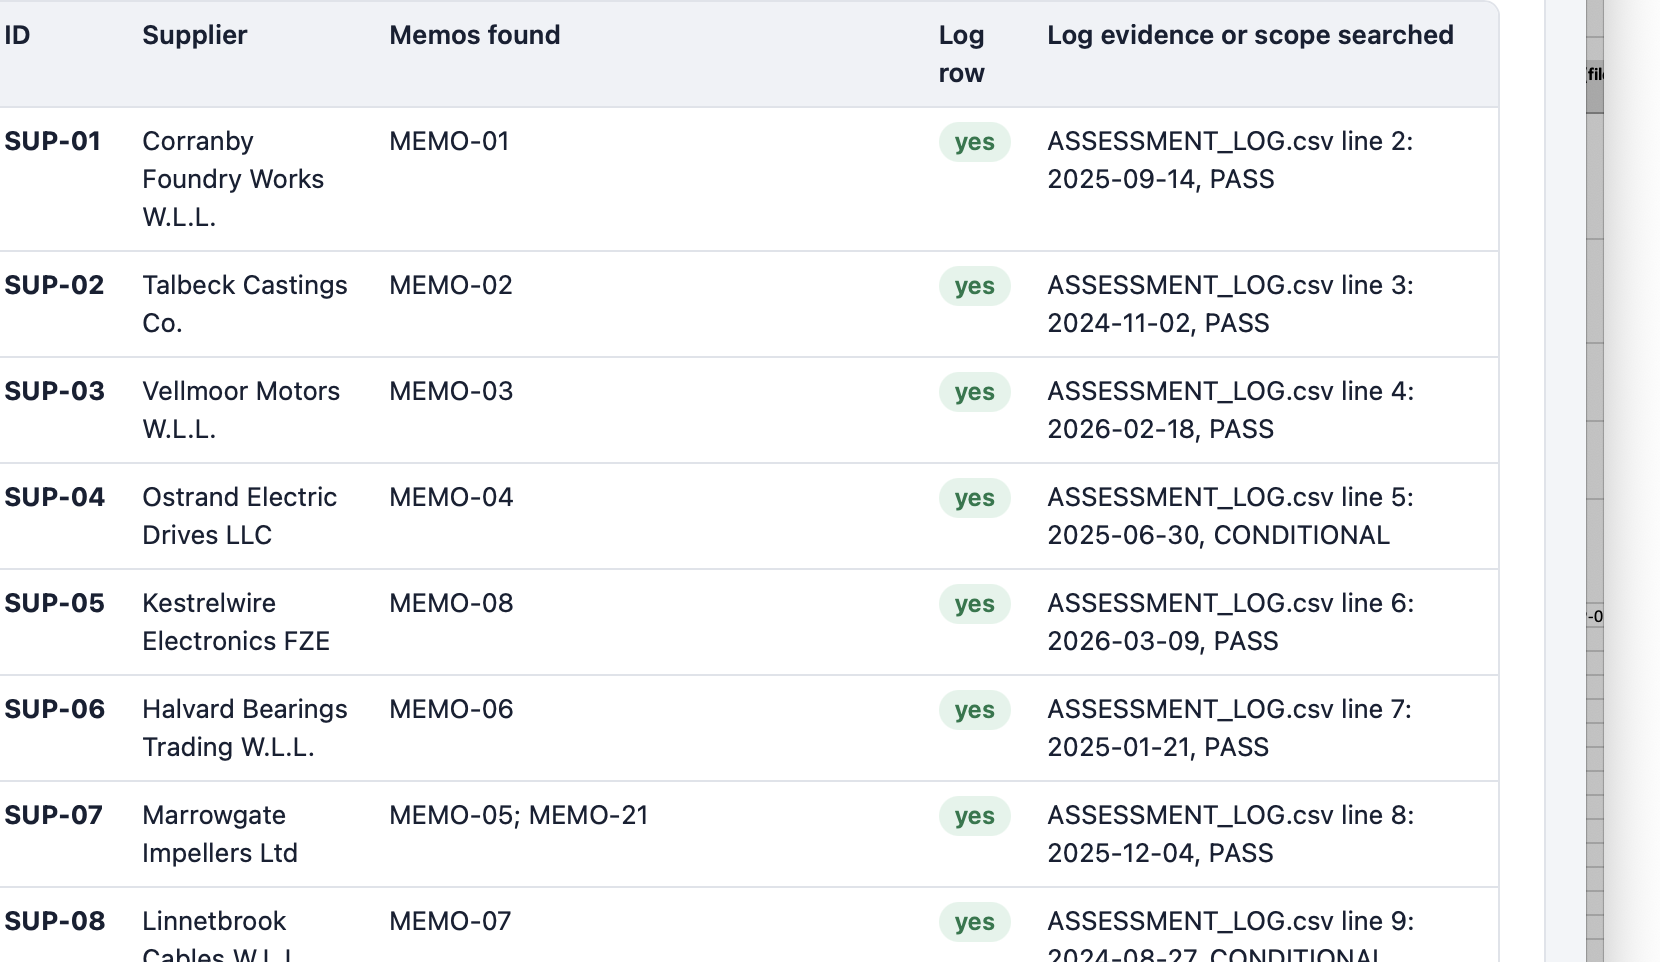 ID Supplier Memos found Log row Log evidence or scope searched
SUP-01 Corranby Foundry Works W.L.L. MEMO-01 yes ASSESSMENT_LOG.csv line 2: 2025-09-14, PASS
SUP-02 Talbeck Castings Co. MEMO-02 yes ASSESSMENT_LOG.csv line 3: 2024-11-02, PASS
SUP-03 Vellmoor Motors W.L.L. MEMO-03 yes ASSESSMENT_LOG.csv line 4: 2026-02-18, PASS
SUP-04 Ostrand Electric Drives LLC MEMO-04 yes ASSESSMENT_LOG.csv line 5: 2025-06-30, CONDITIONAL
SUP-05 Kestrelwire Electronics FZE MEMO-08 yes ASSESSMENT_LOG.csv line 6: 2026-03-09, PASS
SUP-06 Halvard Bearings Trading W.L.L. MEMO-06 yes ASSESSMENT_LOG.csv line 7: 2025-01-21, PASS
SUP-07 Marrowgate Impellers Ltd MEMO-05; MEMO-21 yes ASSESSMENT_LOG.csv line 8: 2025-12-04, PASS
SUP-08 Linnetbrook Cables W.L.L. MEMO-07 yes ASSESSMENT_LOG.csv line 9: 2024-08-27, CONDITIONAL